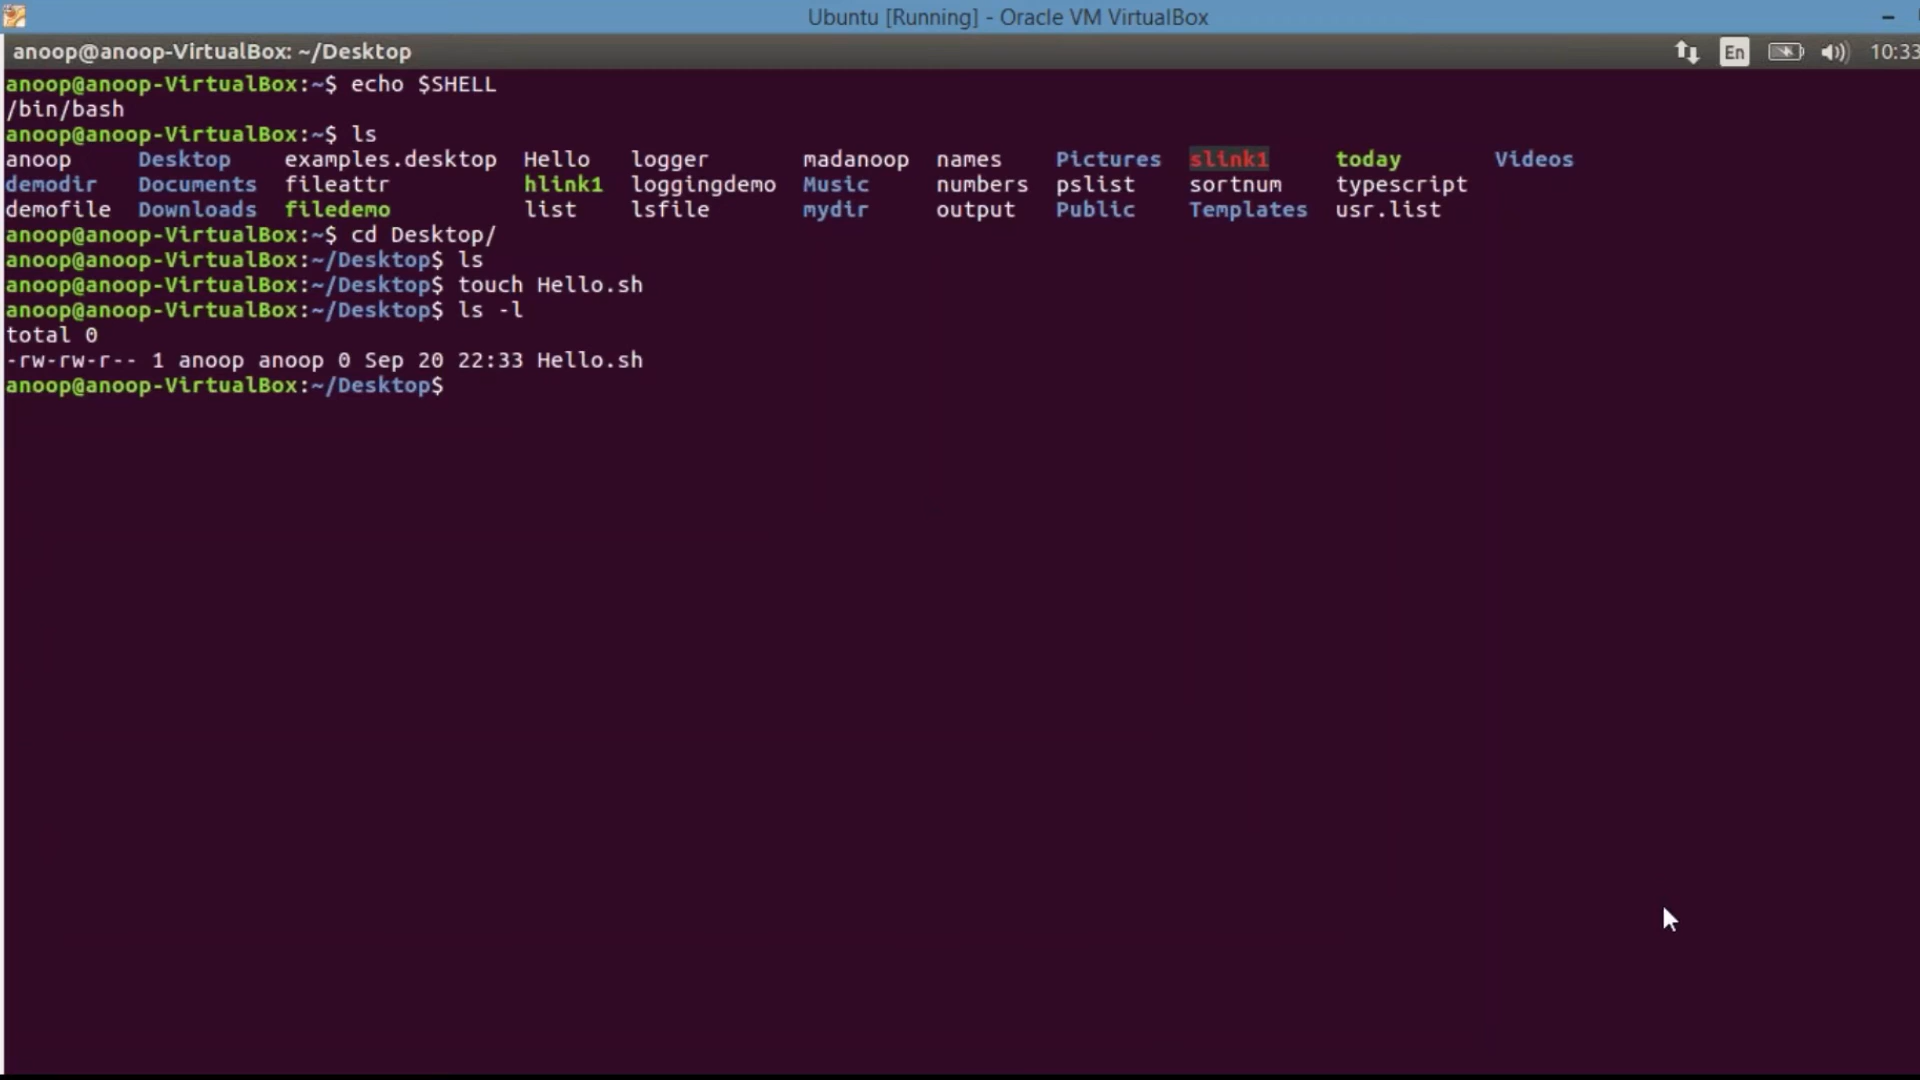 Ubuntu [Running] - Oracle VM VirtualBox
anoop@anoop-VirtualBox: ~/Desktop En 10:33
anoop@anoop-VirtualBox:~$ echo $SHELL
/bin/bash
anoop@anoop-VirtualBox:~$ ls
anoop Desktop examples.desktop Hello logger madanoop names Pictures slink1 today Videos
demodir Documents fileattr hlink1 loggingdemo Music numbers pslist sortnum typescript
demofile Downloads filedemo list lsfile mydir output Public Templates usr.list
anoop@anoop-VirtualBox:~$ cd Desktop/
anoop@anoop-VirtualBox:~/Desktop$ ls
anoop@anoop-VirtualBox:~/Desktop$ touch Hello.sh
anoop@anoop-VirtualBox:~/Desktop$ ls -l
total 0
-rw-rw-r-- 1 anoop anoop 0 Sep 20 22:33 Hello.sh
anoop@anoop-VirtualBox:~/Desktop$